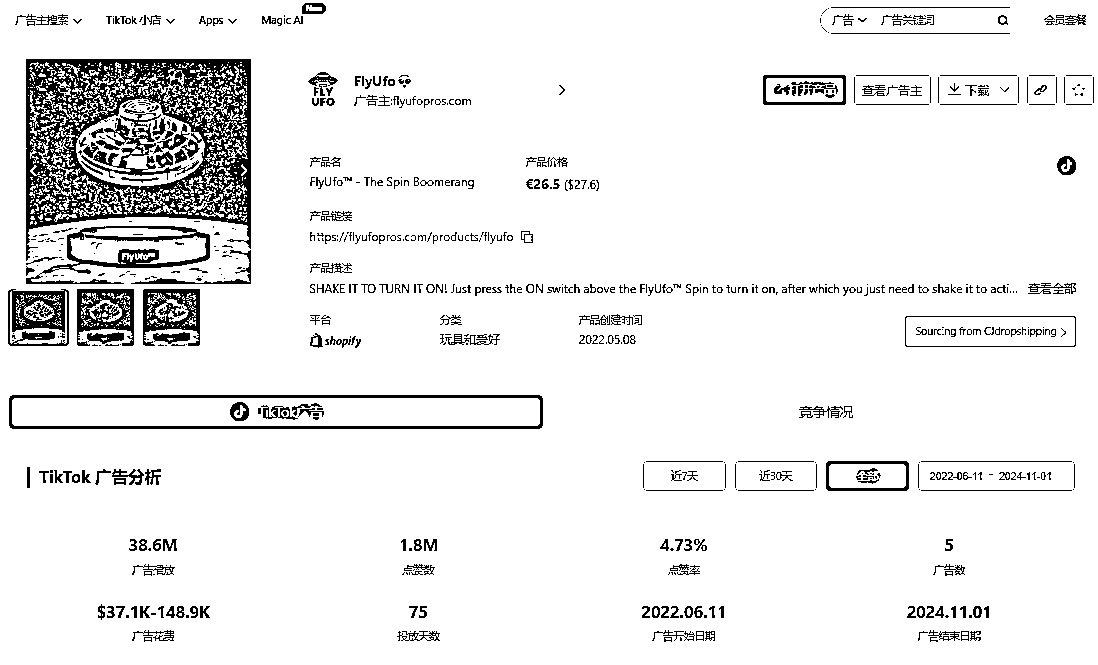 广告主搜索 TikTok 小店 Apps Magic AI New 广告 广告关键词 会员套餐
FLY UFO
FlyUfo
广告主:flyufopros.com
查看广告主 下载
产品名 产品价格
FlyUfo™ - The Spin Boomerang €26.5 ($27.6)
产品链接
https://flyufopros.com/products/flyufo
产品描述
SHAKE IT TO TURN IT ON! Just press the ON switch above the FlyUfo™ Spin to turn it on, after which you just need to shake it to acti... 查看全部
平台 分类 产品创建时间
shopify 玩具和爱好 2022.05.08
Sourcing from CJdropshipping
FlyUfo™
TikTok广告 竞争情况
TikTok 广告分析 近7天 近30天 全部 2022-06-11 - 2024-11-01
38.6M 1.8M 4.73% 5
广告播放 点赞数 点赞率 广告数
$37.1K-148.9K 75 2022.06.11 2024.11.01
广告花费 投放天数 广告开始日期 广告结束日期